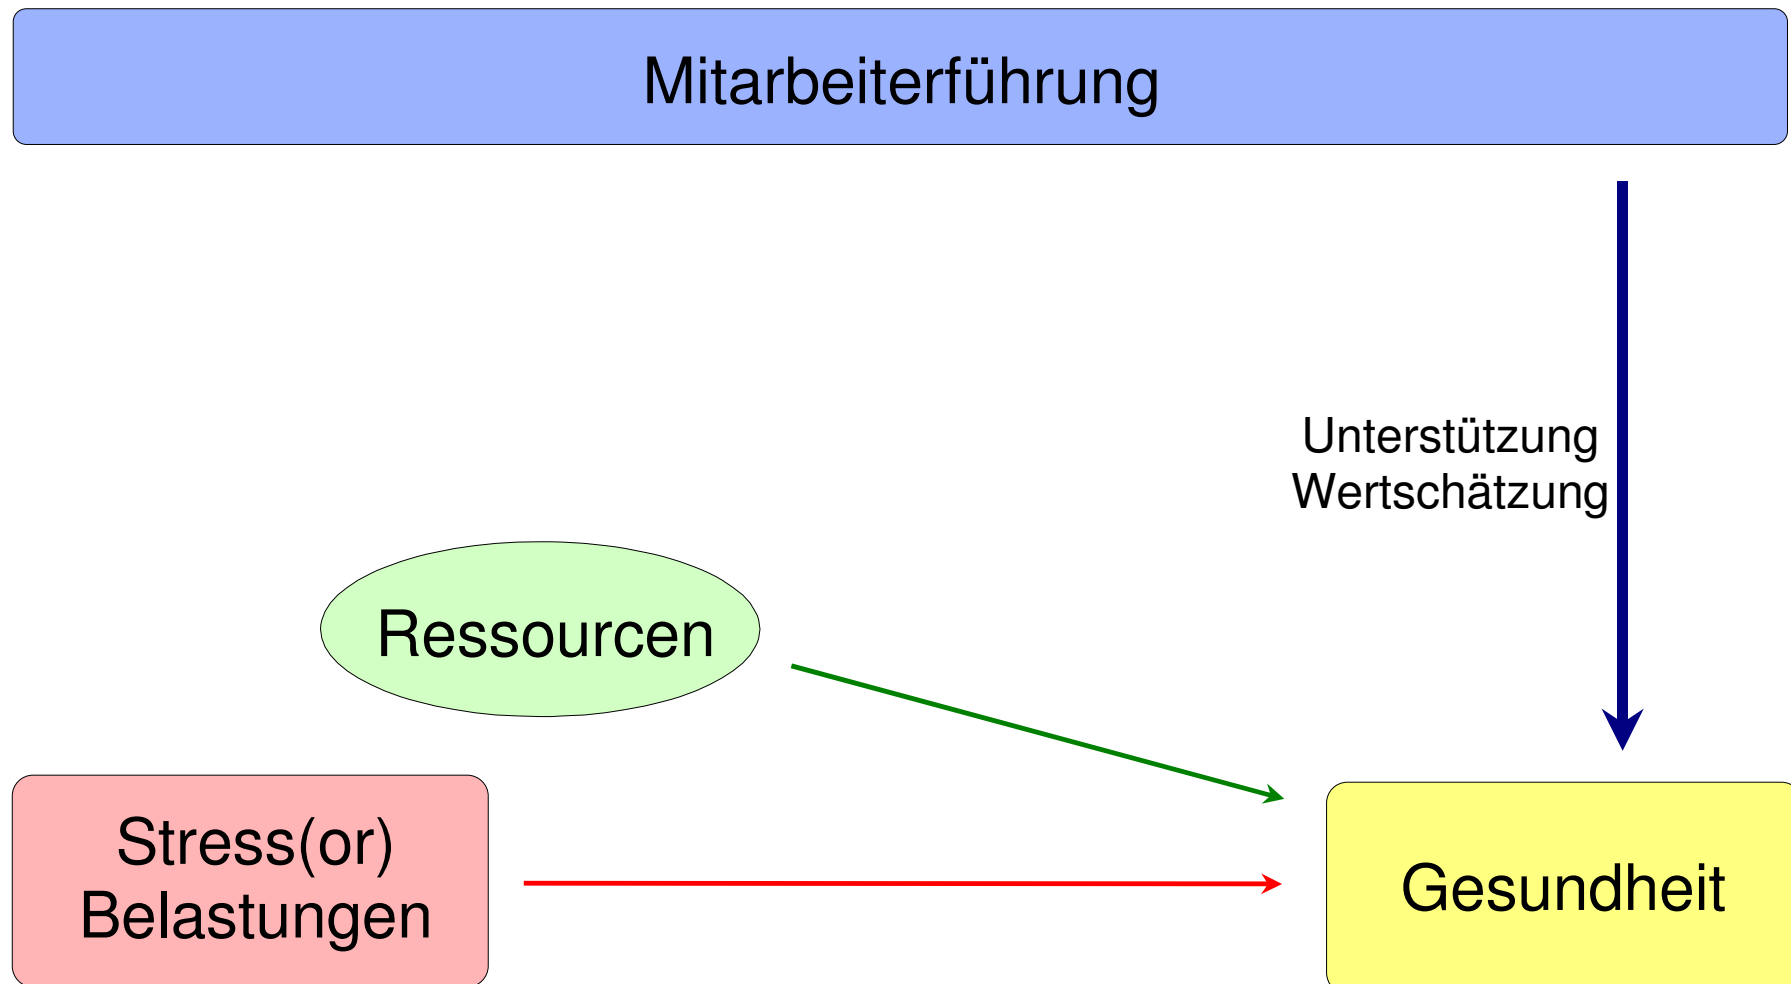 Mitarbeiterführung
Unterstützung
Wertschätzung
Ressourcen
Stress(or)
Belastungen
Gesundheit